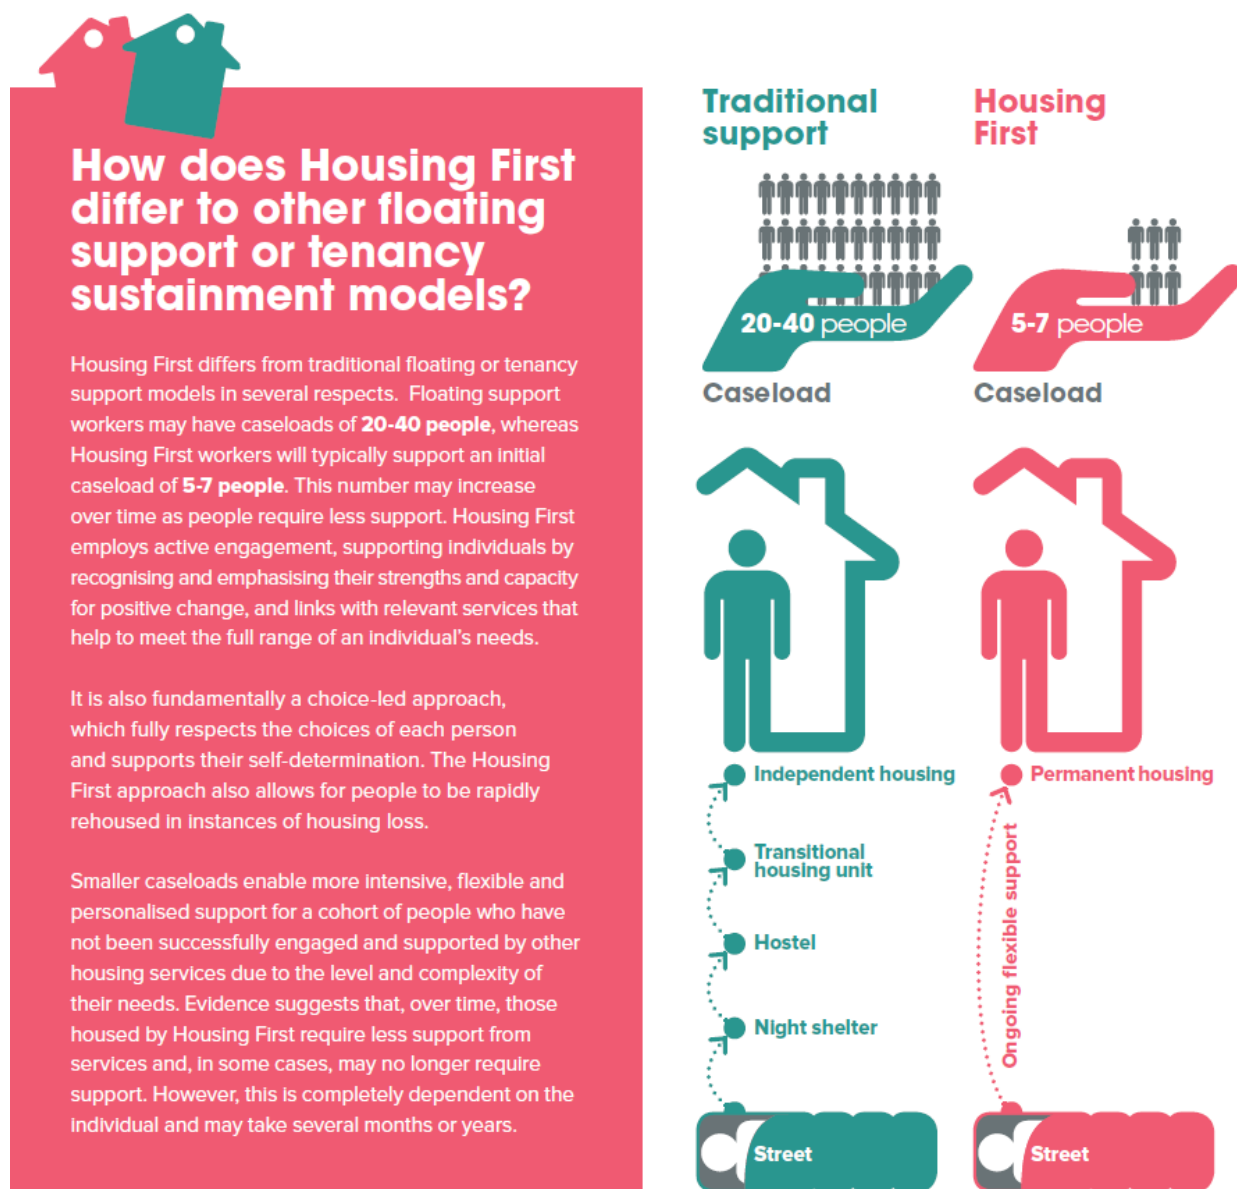 How does Housing First
differ to other floating
support or tenancy
sustainment models?
Housing First differs from traditional floating or tenancy
support models in several respects.  Floating support
workers may have caseloads of 20-40 people, whereas
Housing First workers will typically support an initial
caseload of 5-7 people. This number may increase
over time as people require less support. Housing First
employs active engagement, supporting individuals by
recognising and emphasising their strengths and capacity
for positive change, and links with relevant services that
help to meet the full range of an individual’s needs.
It is also fundamentally a choice-led approach,
which fully respects the choices of each person
and supports their self-determination. The Housing
First approach also allows for people to be rapidly
rehoused in instances of housing loss.
Smaller caseloads enable more intensive, flexible and
personalised support for a cohort of people who have
not been successfully engaged and supported by other
housing services due to the level and complexity of
their needs. Evidence suggests that, over time, those
housed by Housing First require less support from
services and, in some cases, may no longer require
support. However, this is completely dependent on the
individual and may take several months or years.
Traditional
support
20-40 people
Caseload
Independent housing
Transitional
housing unit
Hostel
Night shelter
Street
Housing
First
5-7 people
Caseload
Permanent housing
Ongoing flexible support
Street